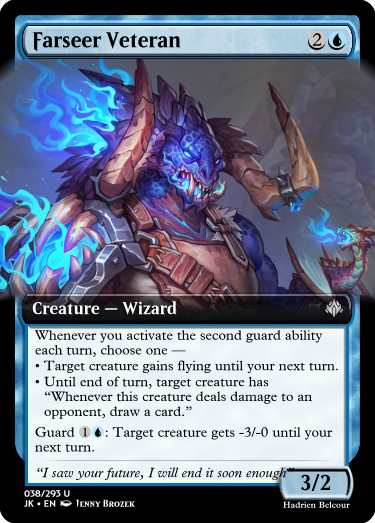 Farseer Veteran 2
Creature — Wizard
Whenever you activate the second guard ability
each turn, choose one —
• Target creature gains flying until your next turn.
• Until end of turn, target creature has
“Whenever this creature deals damage to an
opponent, draw a card.”
Guard 1 : Target creature gets -3/-0 until your
next turn.
“I saw your future, I will end it soon enough”
3/2
038/293 U
JK • EN Jenny Brozek
Hadrien Belcour